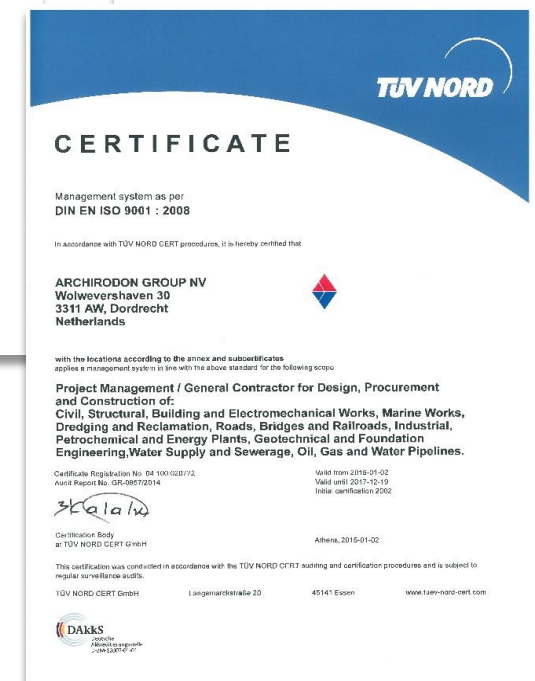 TÜV NORD
CERTIFICATE
Management system as per
DIN EN ISO 9001 : 2008
In accordance with TÜV NORD CERT procedures, it is hereby certified that
ARCHIRODON GROUP NV
Wolwevershaven 30
3311 AW, Dordrecht
Netherlands
with the locations according to the annex and subcertificates
applies a management system in line with the above standard for the following scope
Project Management / General Contractor for Design, Procurement
and Construction of:
Civil, Structural, Building and Electromechanical Works, Marine Works,
Dredging and Reclamation, Roads, Bridges and Railroads, Industrial,
Petrochemical and Energy Plants, Geotechnical and Foundation
Engineering,Water Supply and Sewerage, Oil, Gas and Water Pipelines.
Certificate Registration No. 04 100 020772
Audit Report No. GR-0957/2014
Valid from 2015-01-02
Valid until 2017-12-19
Initial certification 2002
Certification Body
at TÜV NORD CERT GmbH
Athens, 2015-01-02
This certification was conducted in accordance with the TÜV NORD CERT auditing and certification procedures and is subject to
regular surveillance audits.
TÜV NORD CERT GmbH Langemarckstraße 20 45141 Essen www.tuev-nord-cert.com
DAkkS
Deutsche
Akkreditierungsstelle